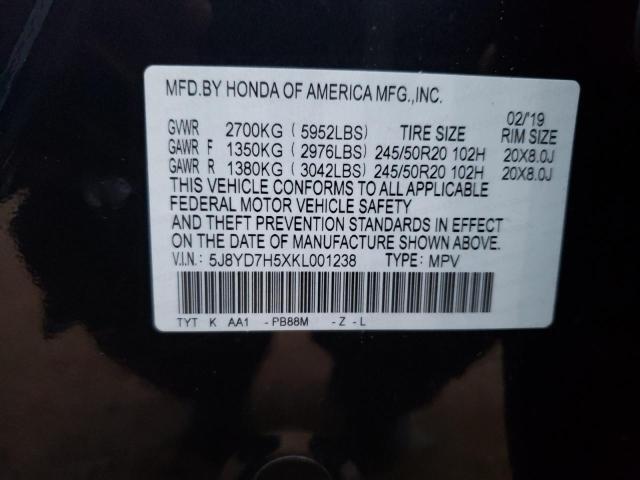 MFD.BY HONDA OF AMERICA MFG.,INC.
02/'19
GVWR 2700KG (5952LBS) TIRE SIZE RIM SIZE
GAWR F 1350KG (2976LBS) 245/50R20 102H 20X8.0J
GAWR R 1380KG (3042LBS) 245/50R20 102H 20X8.0J
THIS VEHICLE CONFORMS TO ALL APPLICABLE
FEDERAL MOTOR VEHICLE SAFETY
AND THEFT PREVENTION STANDARDS IN EFFECT
ON THE DATE OF MANUFACTURE SHOWN ABOVE.
V.I.N.: 5J8YD7H5XKL001238 TYPE: MPV
TYT K AA1 -PB88M -Z-L